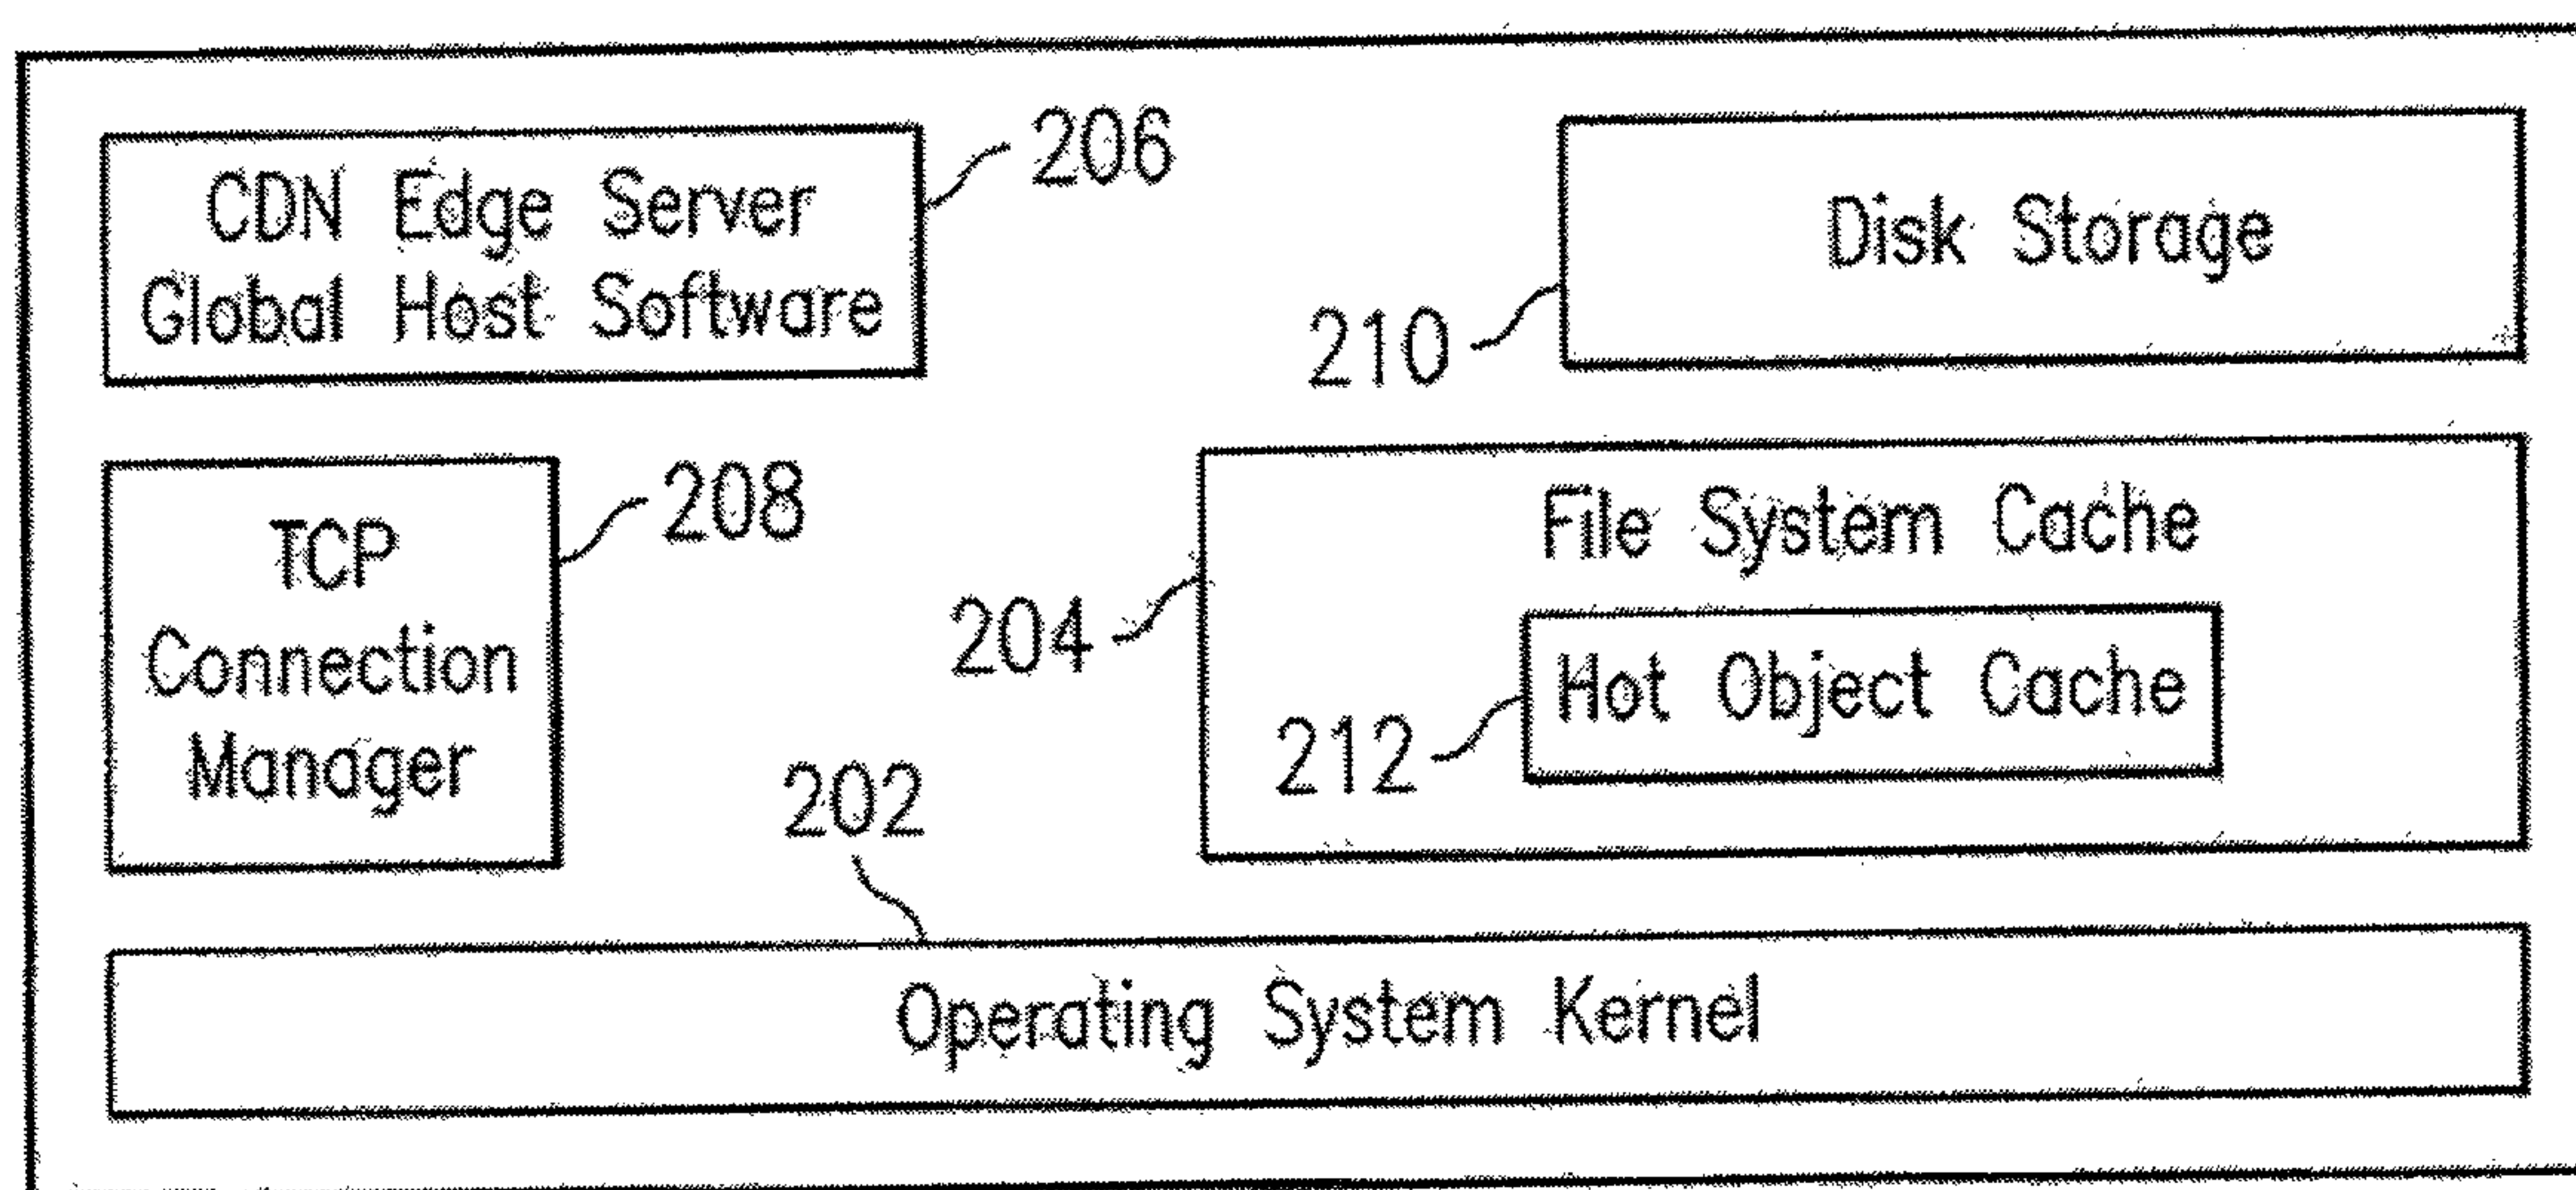 CDN Edge Server
Global Host Software
206
Disk Storage
210
TCP
Connection
Manager
208
File System Cache
204
Hot Object Cache
212
202
Operating System Kernel